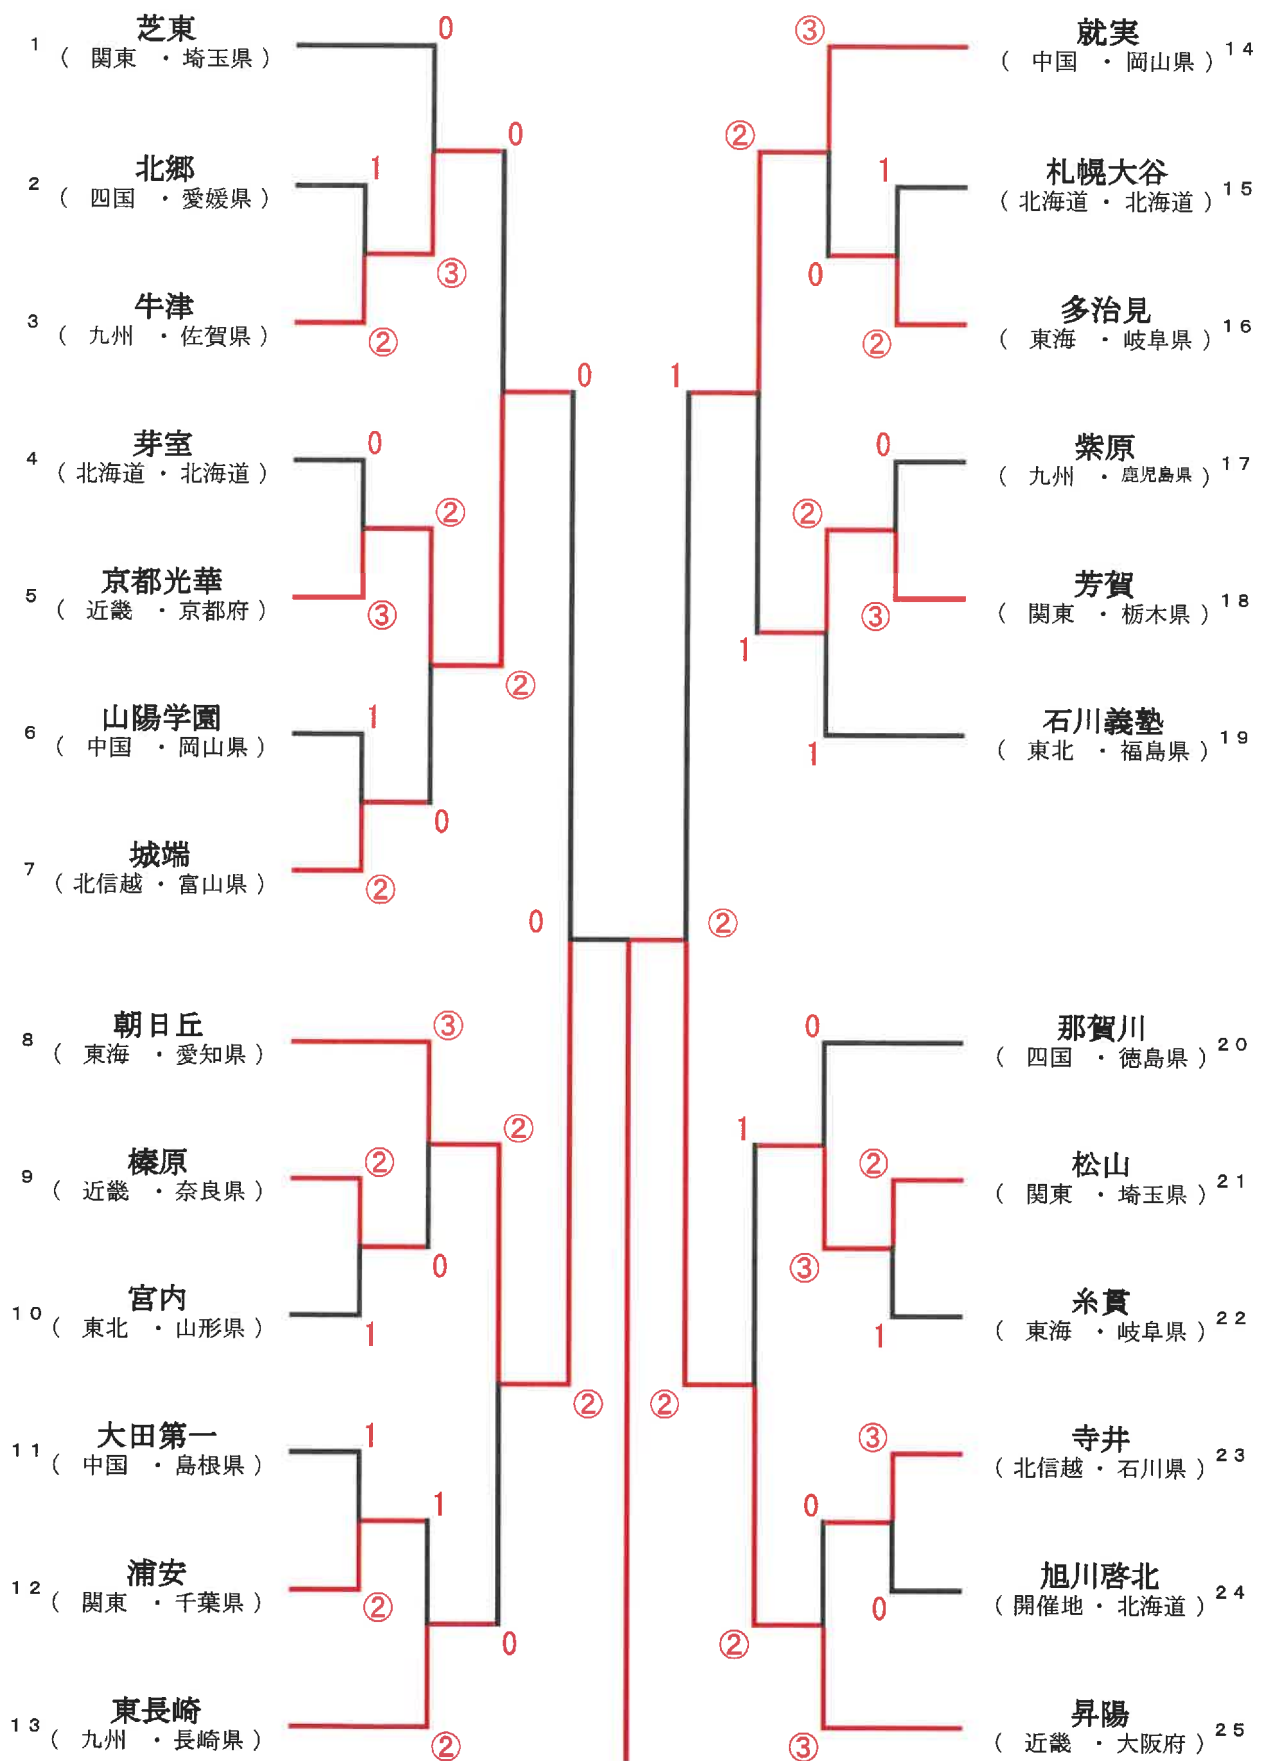 1 芝東
( 関東 ・ 埼玉県 )
0
2 北郷
( 四国 ・ 愛媛県 )
1
0
3 牛津
( 九州 ・ 佐賀県 )
②
③
4 芽室
( 北海道 ・ 北海道 )
0
0
5 京都光華
( 近畿 ・ 京都府 )
③
②
6 山陽学園
( 中国 ・ 岡山県 )
1
②
7 城端
( 北信越 ・ 富山県 )
②
0
0
8 朝日丘
( 東海 ・ 愛知県 )
③
9 榛原
( 近畿 ・ 奈良県 )
②
②
10 宮内
( 東北 ・ 山形県 )
1
0
11 大田第一
( 中国 ・ 島根県 )
1
②
12 浦安
( 関東 ・ 千葉県 )
②
1
13 東長崎
( 九州 ・ 長崎県 )
②
0
③
就実 14
( 中国 ・ 岡山県 )
②
1
札幌大谷 15
( 北海道 ・ 北海道 )
0
②
多治見 16
( 東海 ・ 岐阜県 )
1
0
紫原 17
( 九州 ・ 鹿児島県 )
②
③
芳賀 18
( 関東 ・ 栃木県 )
1
1
石川義塾 19
( 東北 ・ 福島県 )
②
0
那賀川 20
( 四国 ・ 徳島県 )
1
②
松山 21
( 関東 ・ 埼玉県 )
③
1
糸貫 22
( 東海 ・ 岐阜県 )
②
③
寺井 23
( 北信越 ・ 石川県 )
0
0
旭川啓北 24
( 開催地 ・ 北海道 )
②
③
昇陽 25
( 近畿 ・ 大阪府 )